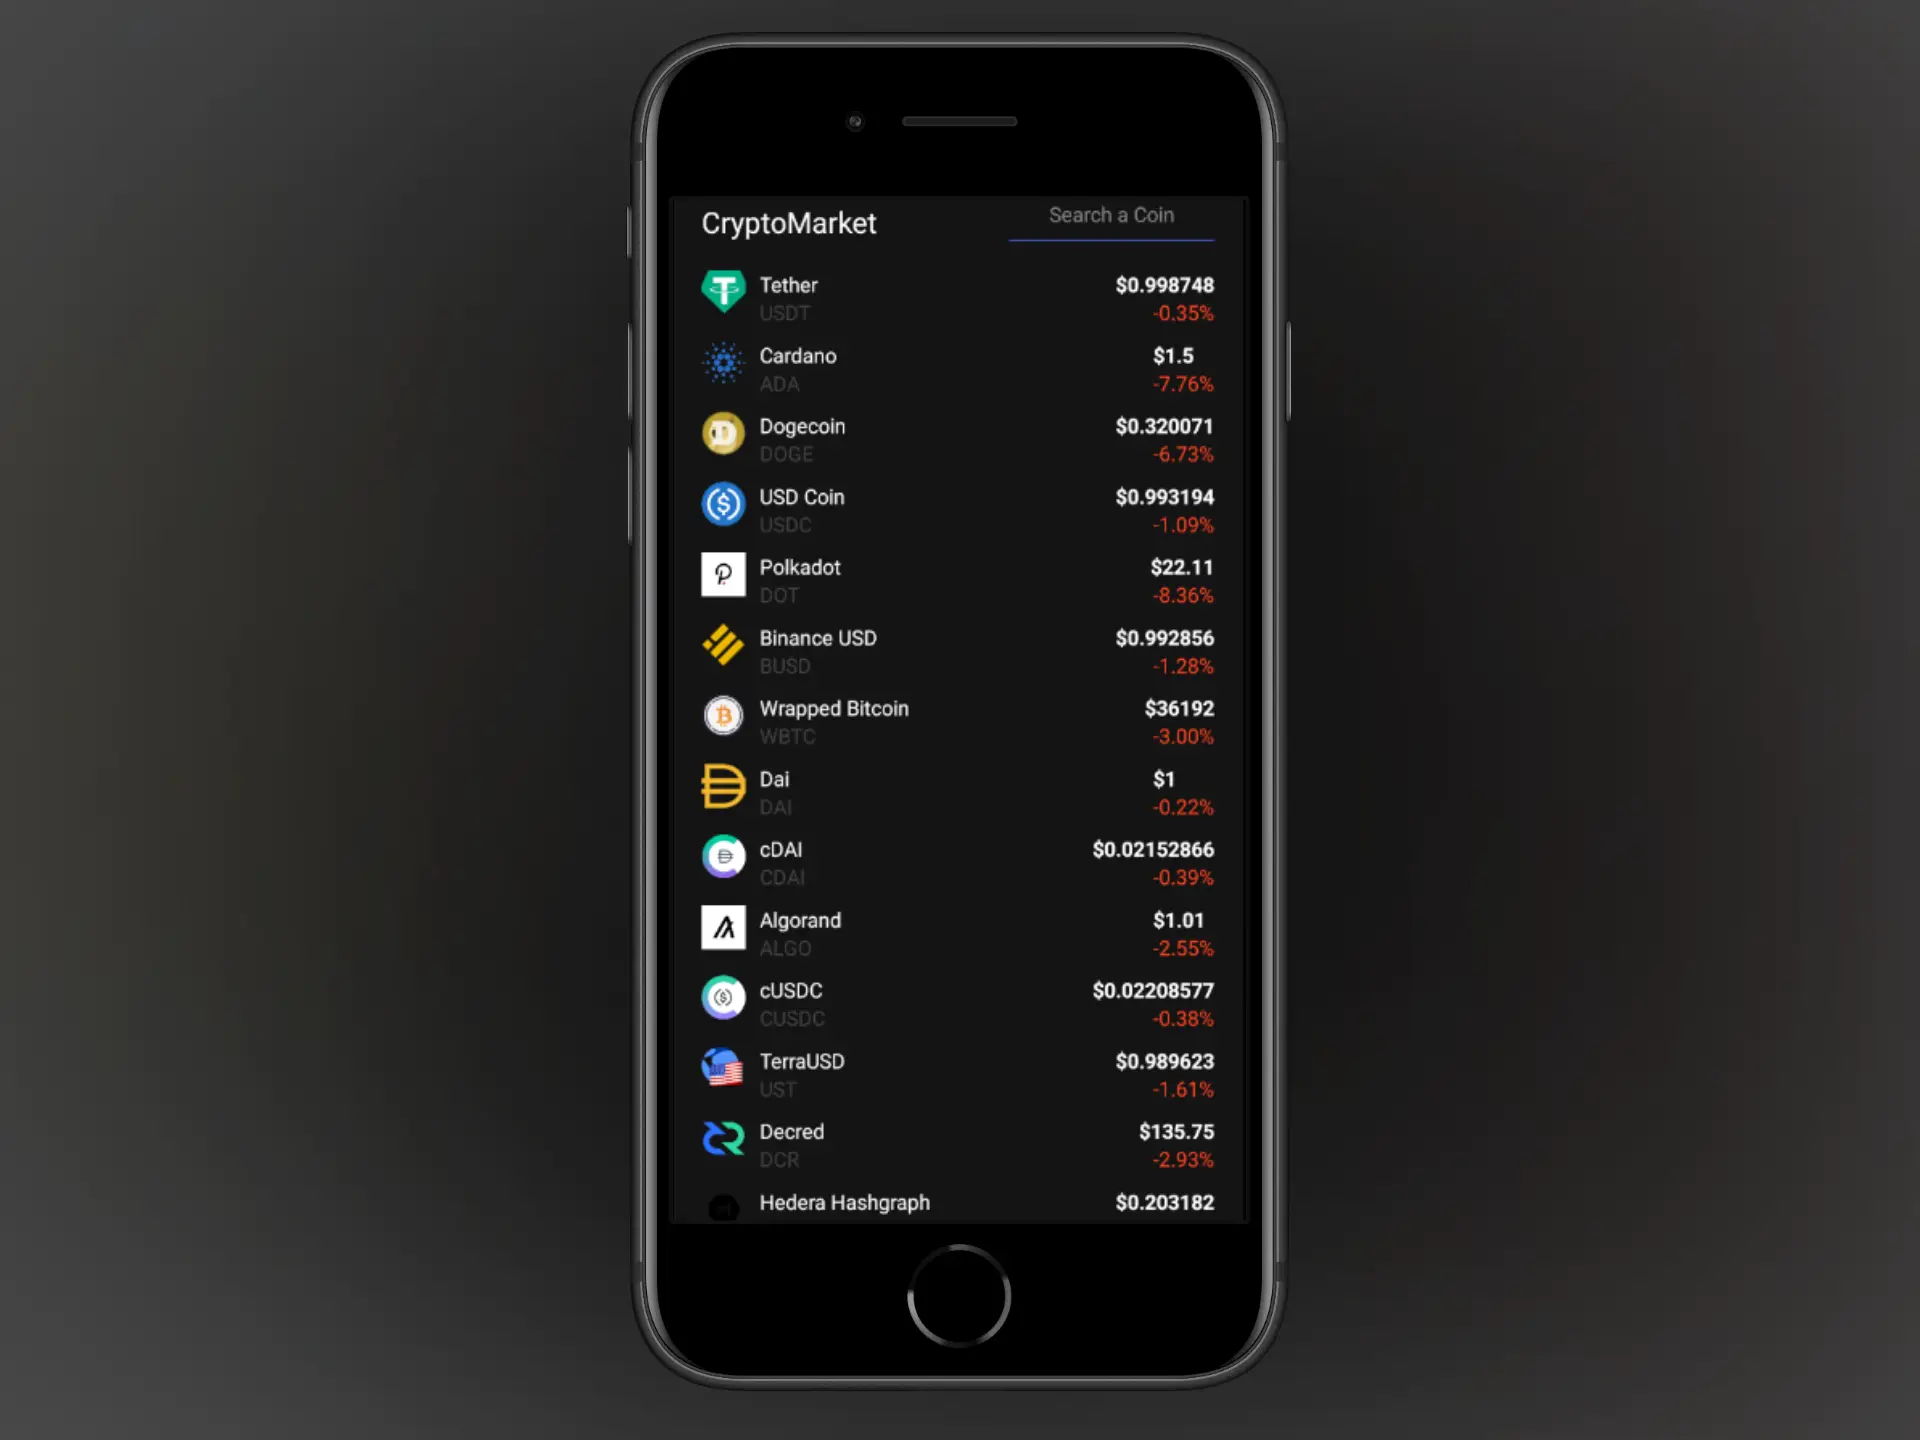 CryptoMarket
Search a Coin
Tether
$0.998748
USDT
-0.35%
Cardano
$1.5
ADA
-7.76%
Dogecoin
$0.320071
DOGE
-6.73%
USD Coin
$0.993194
USDC
-1.09%
Polkadot
$22.11
DOT
-8.36%
Binance USD
$0.992856
BUSD
-1.28%
Wrapped Bitcoin
$36192
WBTC
-3.00%
Dai
$1
DAI
-0.22%
cDAI
$0.02152866
CDAI
-0.39%
Algorand
$1.01
ALGO
-2.55%
cUSDC
$0.02208577
CUSDC
-0.38%
TerraUSD
$0.989623
UST
-1.61%
Decred
$135.75
DCR
-2.93%
Hedera Hashgraph
$0.203182